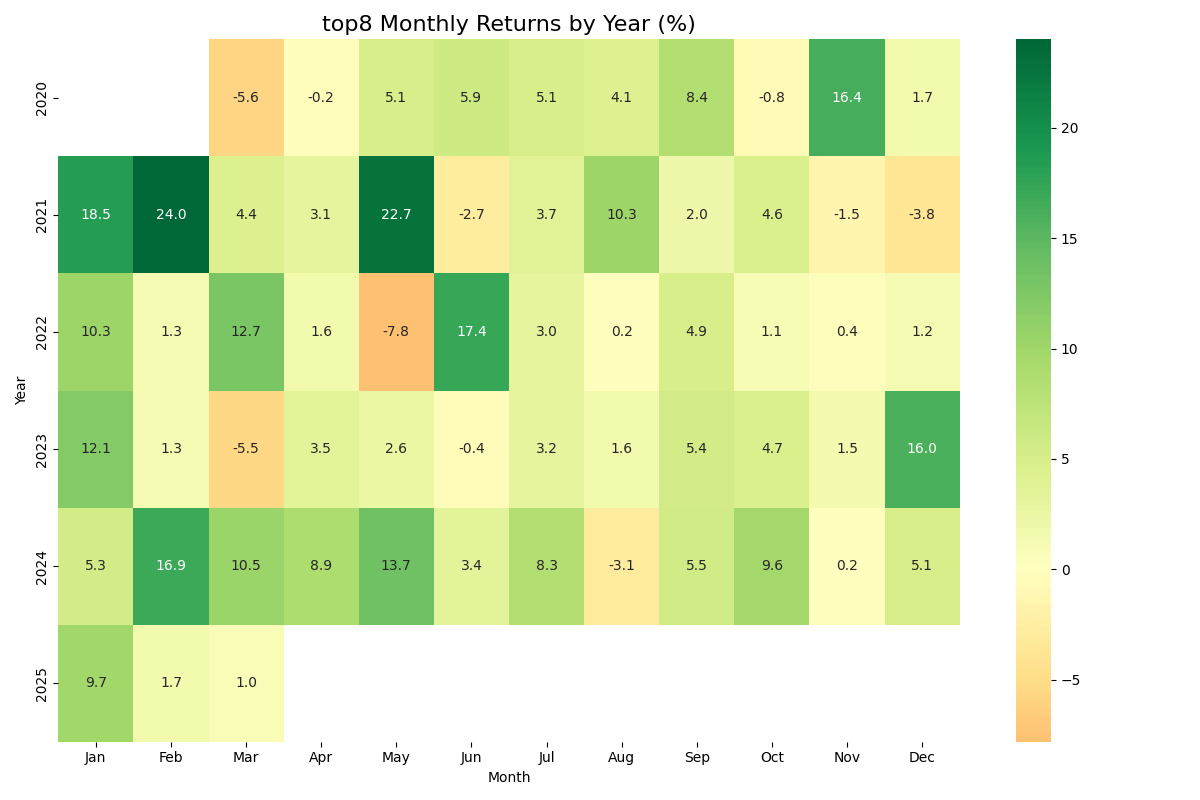 top8 Monthly Returns by Year (%)
2020 -5.6 -0.2 5.1 5.9 5.1 4.1 8.4 -0.8 16.4 1.7
2021 18.5 24.0 4.4 3.1 22.7 -2.7 3.7 10.3 2.0 4.6 -1.5 -3.8
2022 10.3 1.3 12.7 1.6 -7.8 17.4 3.0 0.2 4.9 1.1 0.4 1.2
2023 12.1 1.3 -5.5 3.5 2.6 -0.4 3.2 1.6 5.4 4.7 1.5 16.0
2024 5.3 16.9 10.5 8.9 13.7 3.4 8.3 -3.1 5.5 9.6 0.2 5.1
2025 9.7 1.7 1.0
Year
Jan Feb Mar Apr May Jun Jul Aug Sep Oct Nov Dec
Month
20
15
10
5
0
−5